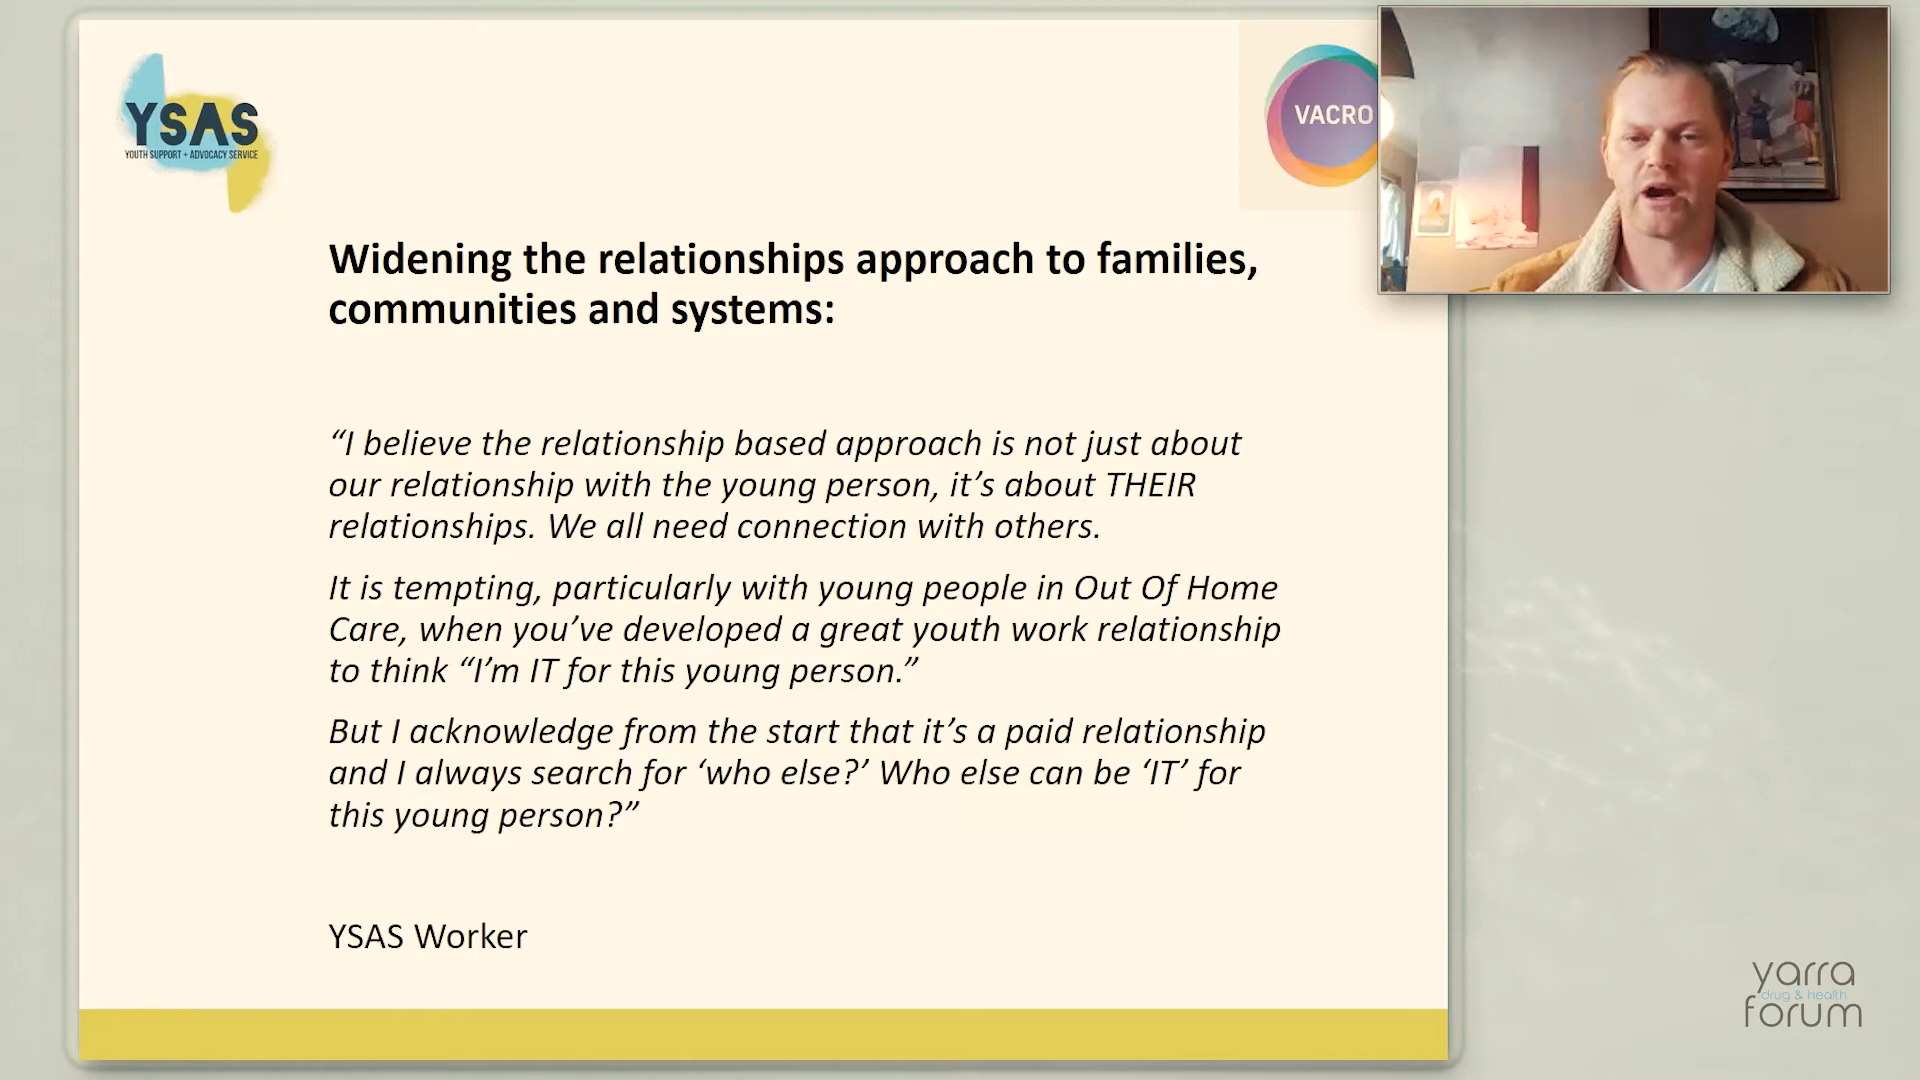 YSAS
YOUTH SUPPORT + ADVOCACY SERVICE
VACRO
Widening the relationships approach to families,
communities and systems:
“I believe the relationship based approach is not just about
our relationship with the young person, it’s about THEIR
relationships. We all need connection with others.
It is tempting, particularly with young people in Out Of Home
Care, when you’ve developed a great youth work relationship
to think “I’m IT for this young person.”
But I acknowledge from the start that it’s a paid relationship
and I always search for ‘who else?’ Who else can be ‘IT’ for
this young person?”
YSAS Worker
yarra
drug & health
forum